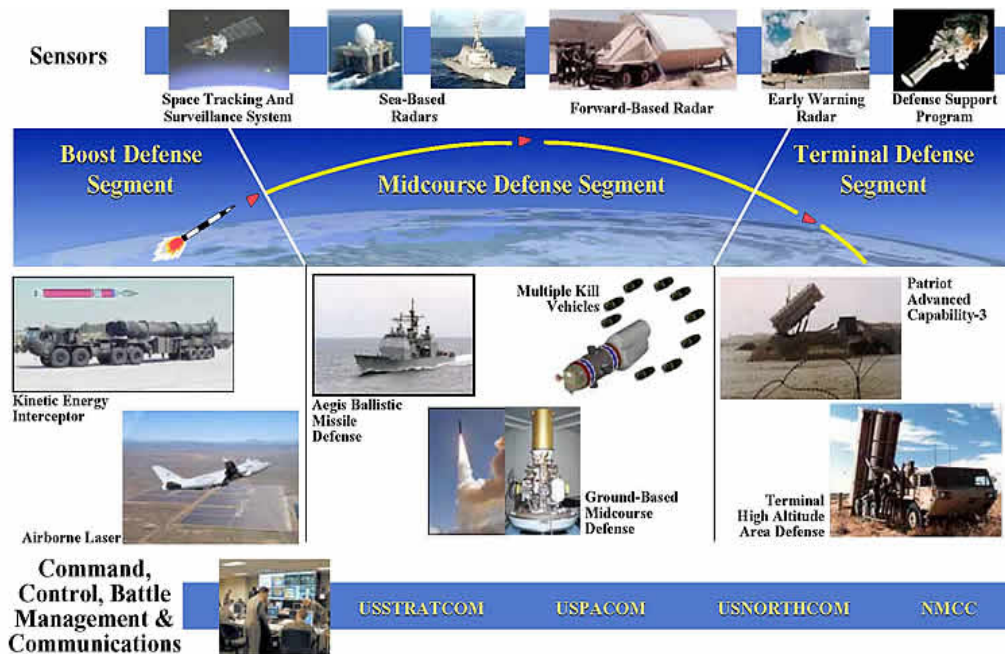 Sensors
Space Tracking And
Surveillance System
Sea-Based
Radars
Forward-Based Radar
Early Warning
Radar
Defense Support
Program
Boost Defense
Segment
Midcourse Defense Segment
Terminal Defense
Segment
Kinetic Energy
Interceptor
Airborne Laser
Aegis Ballistic
Missile
Defense
Multiple Kill
Vehicles
Ground-Based
Midcourse
Defense
Patriot
Advanced
Capability-3
Terminal
High Altitude
Area Defense
Command,
Control, Battle
Management &
Communications
USSTRATCOM
USPACOM
USNORTHCOM
NMCC